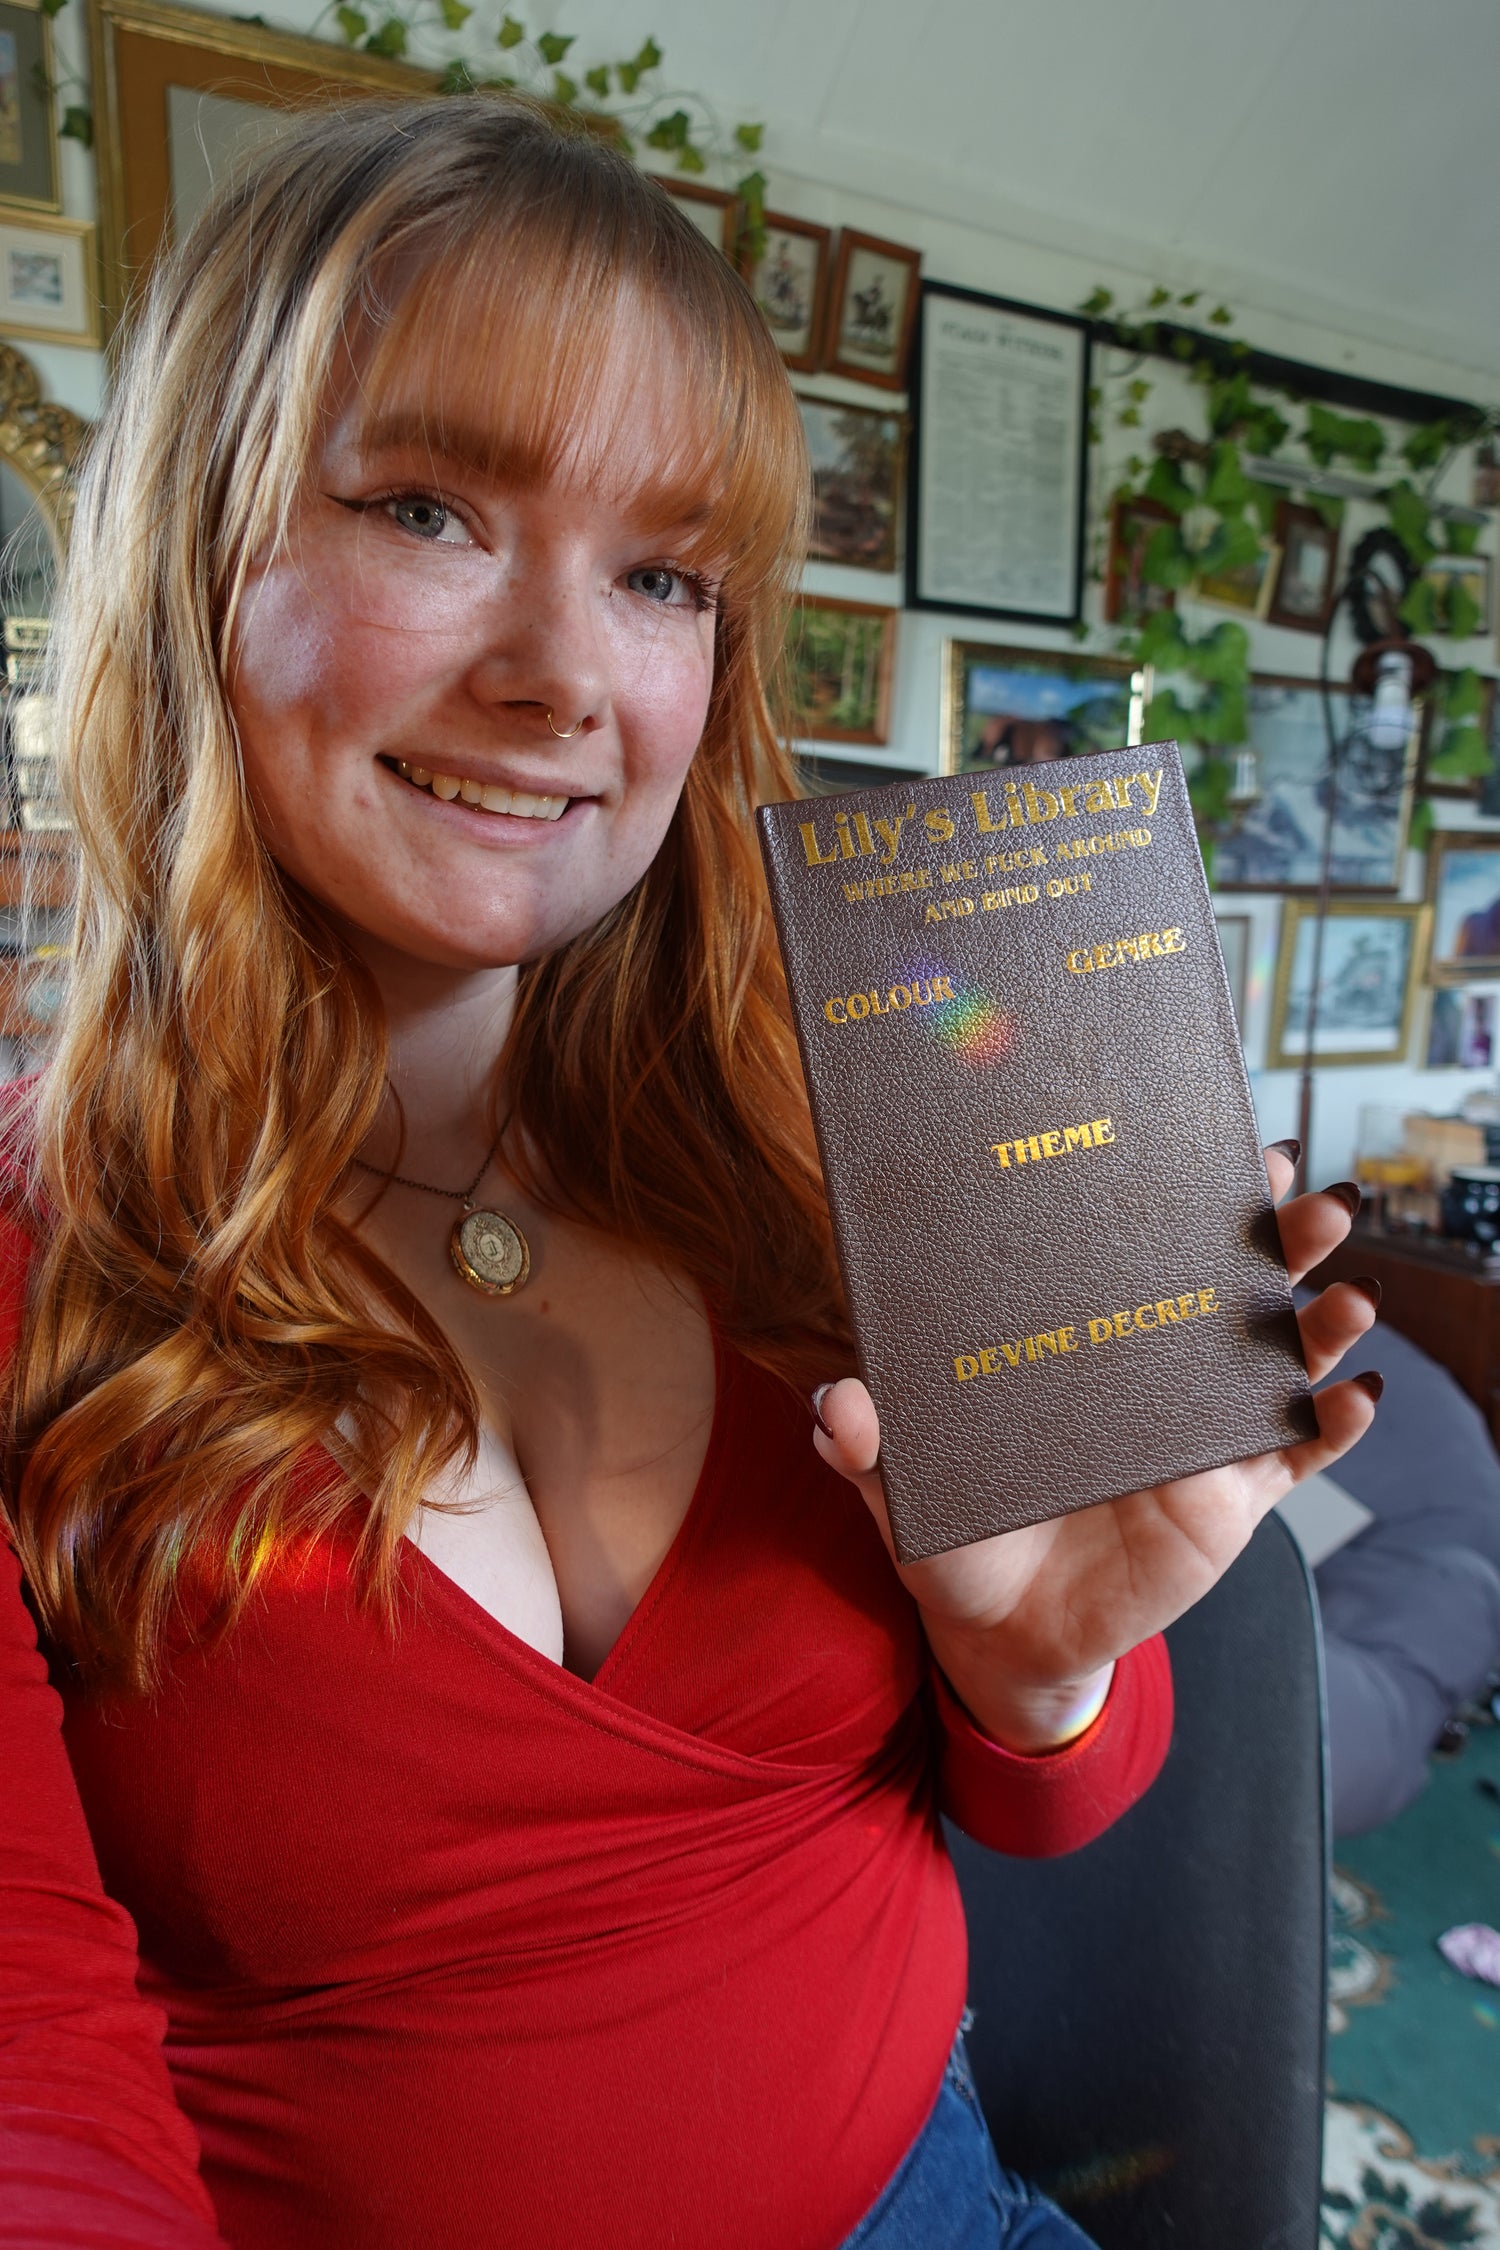 Lily's Library
WHERE WE FUCK AROUND
AND BIND OUT
GENRE
COLOUR
THEME
DEVINE DECREE